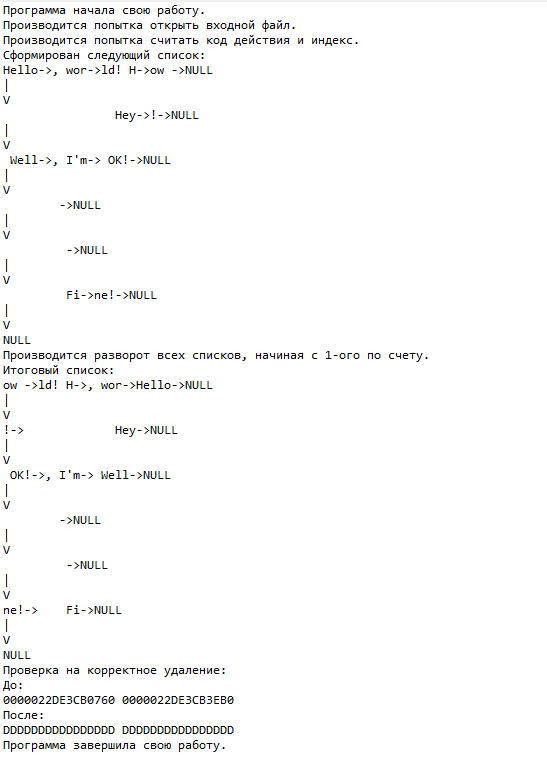 Программа начала свою работу.
Производится попытка открыть входной файл.
Производится попытка считать код действия и индекс.
Сформирован следующий список:
Hello->, wor->ld! H->ow ->NULL
|
V
                Hey->!->NULL
|
V
 Well->, I'm-> OK!->NULL
|
V
        ->NULL
|
V
         ->NULL
|
V
         Fi->ne!->NULL
|
V
NULL
Производится разворот всех списков, начиная с 1-ого по счету.
Итоговый список:
ow ->ld! H->, wor->Hello->NULL
|
V
!->             Hey->NULL
|
V
 OK!->, I'm-> Well->NULL
|
V
        ->NULL
|
V
         ->NULL
|
V
ne!->    Fi->NULL
|
V
NULL
Проверка на корректное удаление:
До:
0000022DE3CB0760 0000022DE3CB3EB0
После:
DDDDDDDDDDDDDDDD DDDDDDDDDDDDDDDD
Программа завершила свою работу.